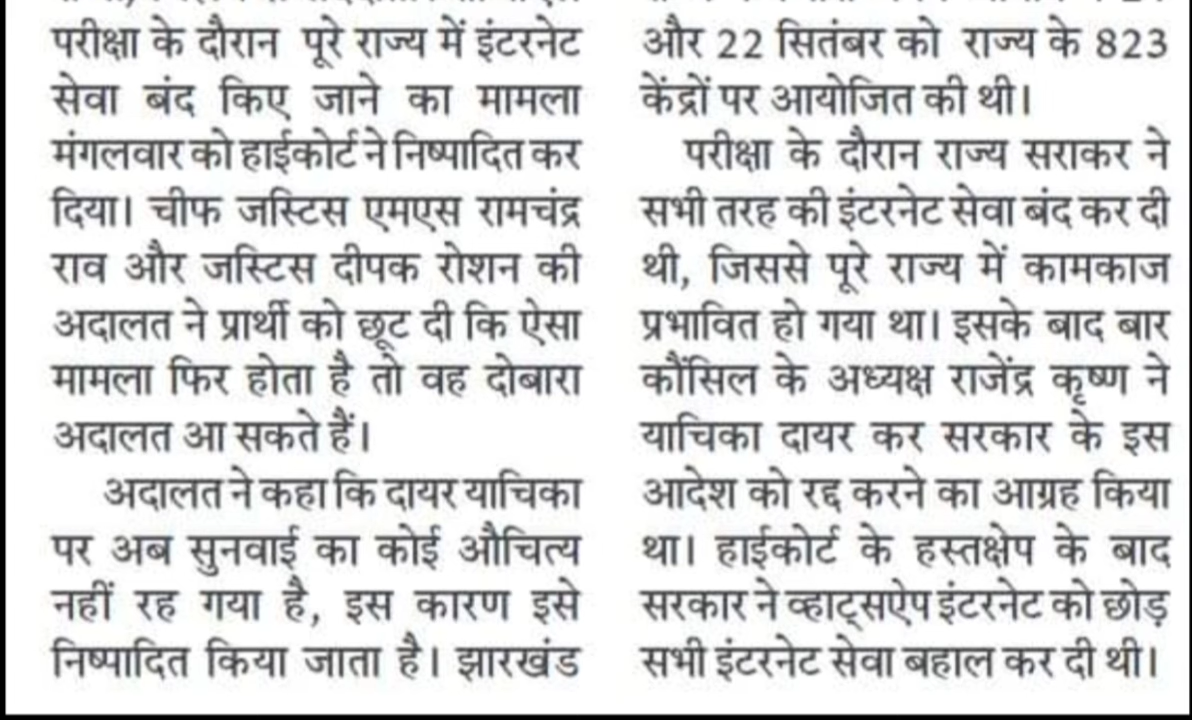 परीक्षा के दौरान पूरे राज्य में इंटरनेट
सेवा बंद किए जाने का मामला
मंगलवार को हाईकोर्ट ने निष्पादित कर
दिया। चीफ जस्टिस एमएस रामचंद्र
राव और जस्टिस दीपक रोशन की
अदालत ने प्रार्थी को छूट दी कि ऐसा
मामला फिर होता है तो वह दोबारा
अदालत आ सकते हैं।
अदालत ने कहा कि दायर याचिका
पर अब सुनवाई का कोई औचित्य
नहीं रह गया है, इस कारण इसे
निष्पादित किया जाता है। झारखंड
और 22 सितंबर को राज्य के 823
केंद्रों पर आयोजित की थी।
परीक्षा के दौरान राज्य सराकर ने
सभी तरह की इंटरनेट सेवा बंद कर दी
थी, जिससे पूरे राज्य में कामकाज
प्रभावित हो गया था। इसके बाद बार
कौंसिल के अध्यक्ष राजेंद्र कृष्ण ने
याचिका दायर कर सरकार के इस
आदेश को रद्द करने का आग्रह किया
था। हाईकोर्ट के हस्तक्षेप के बाद
सरकार ने व्हाट्सऐप इंटरनेट को छोड़
सभी इंटरनेट सेवा बहाल कर दी थी।